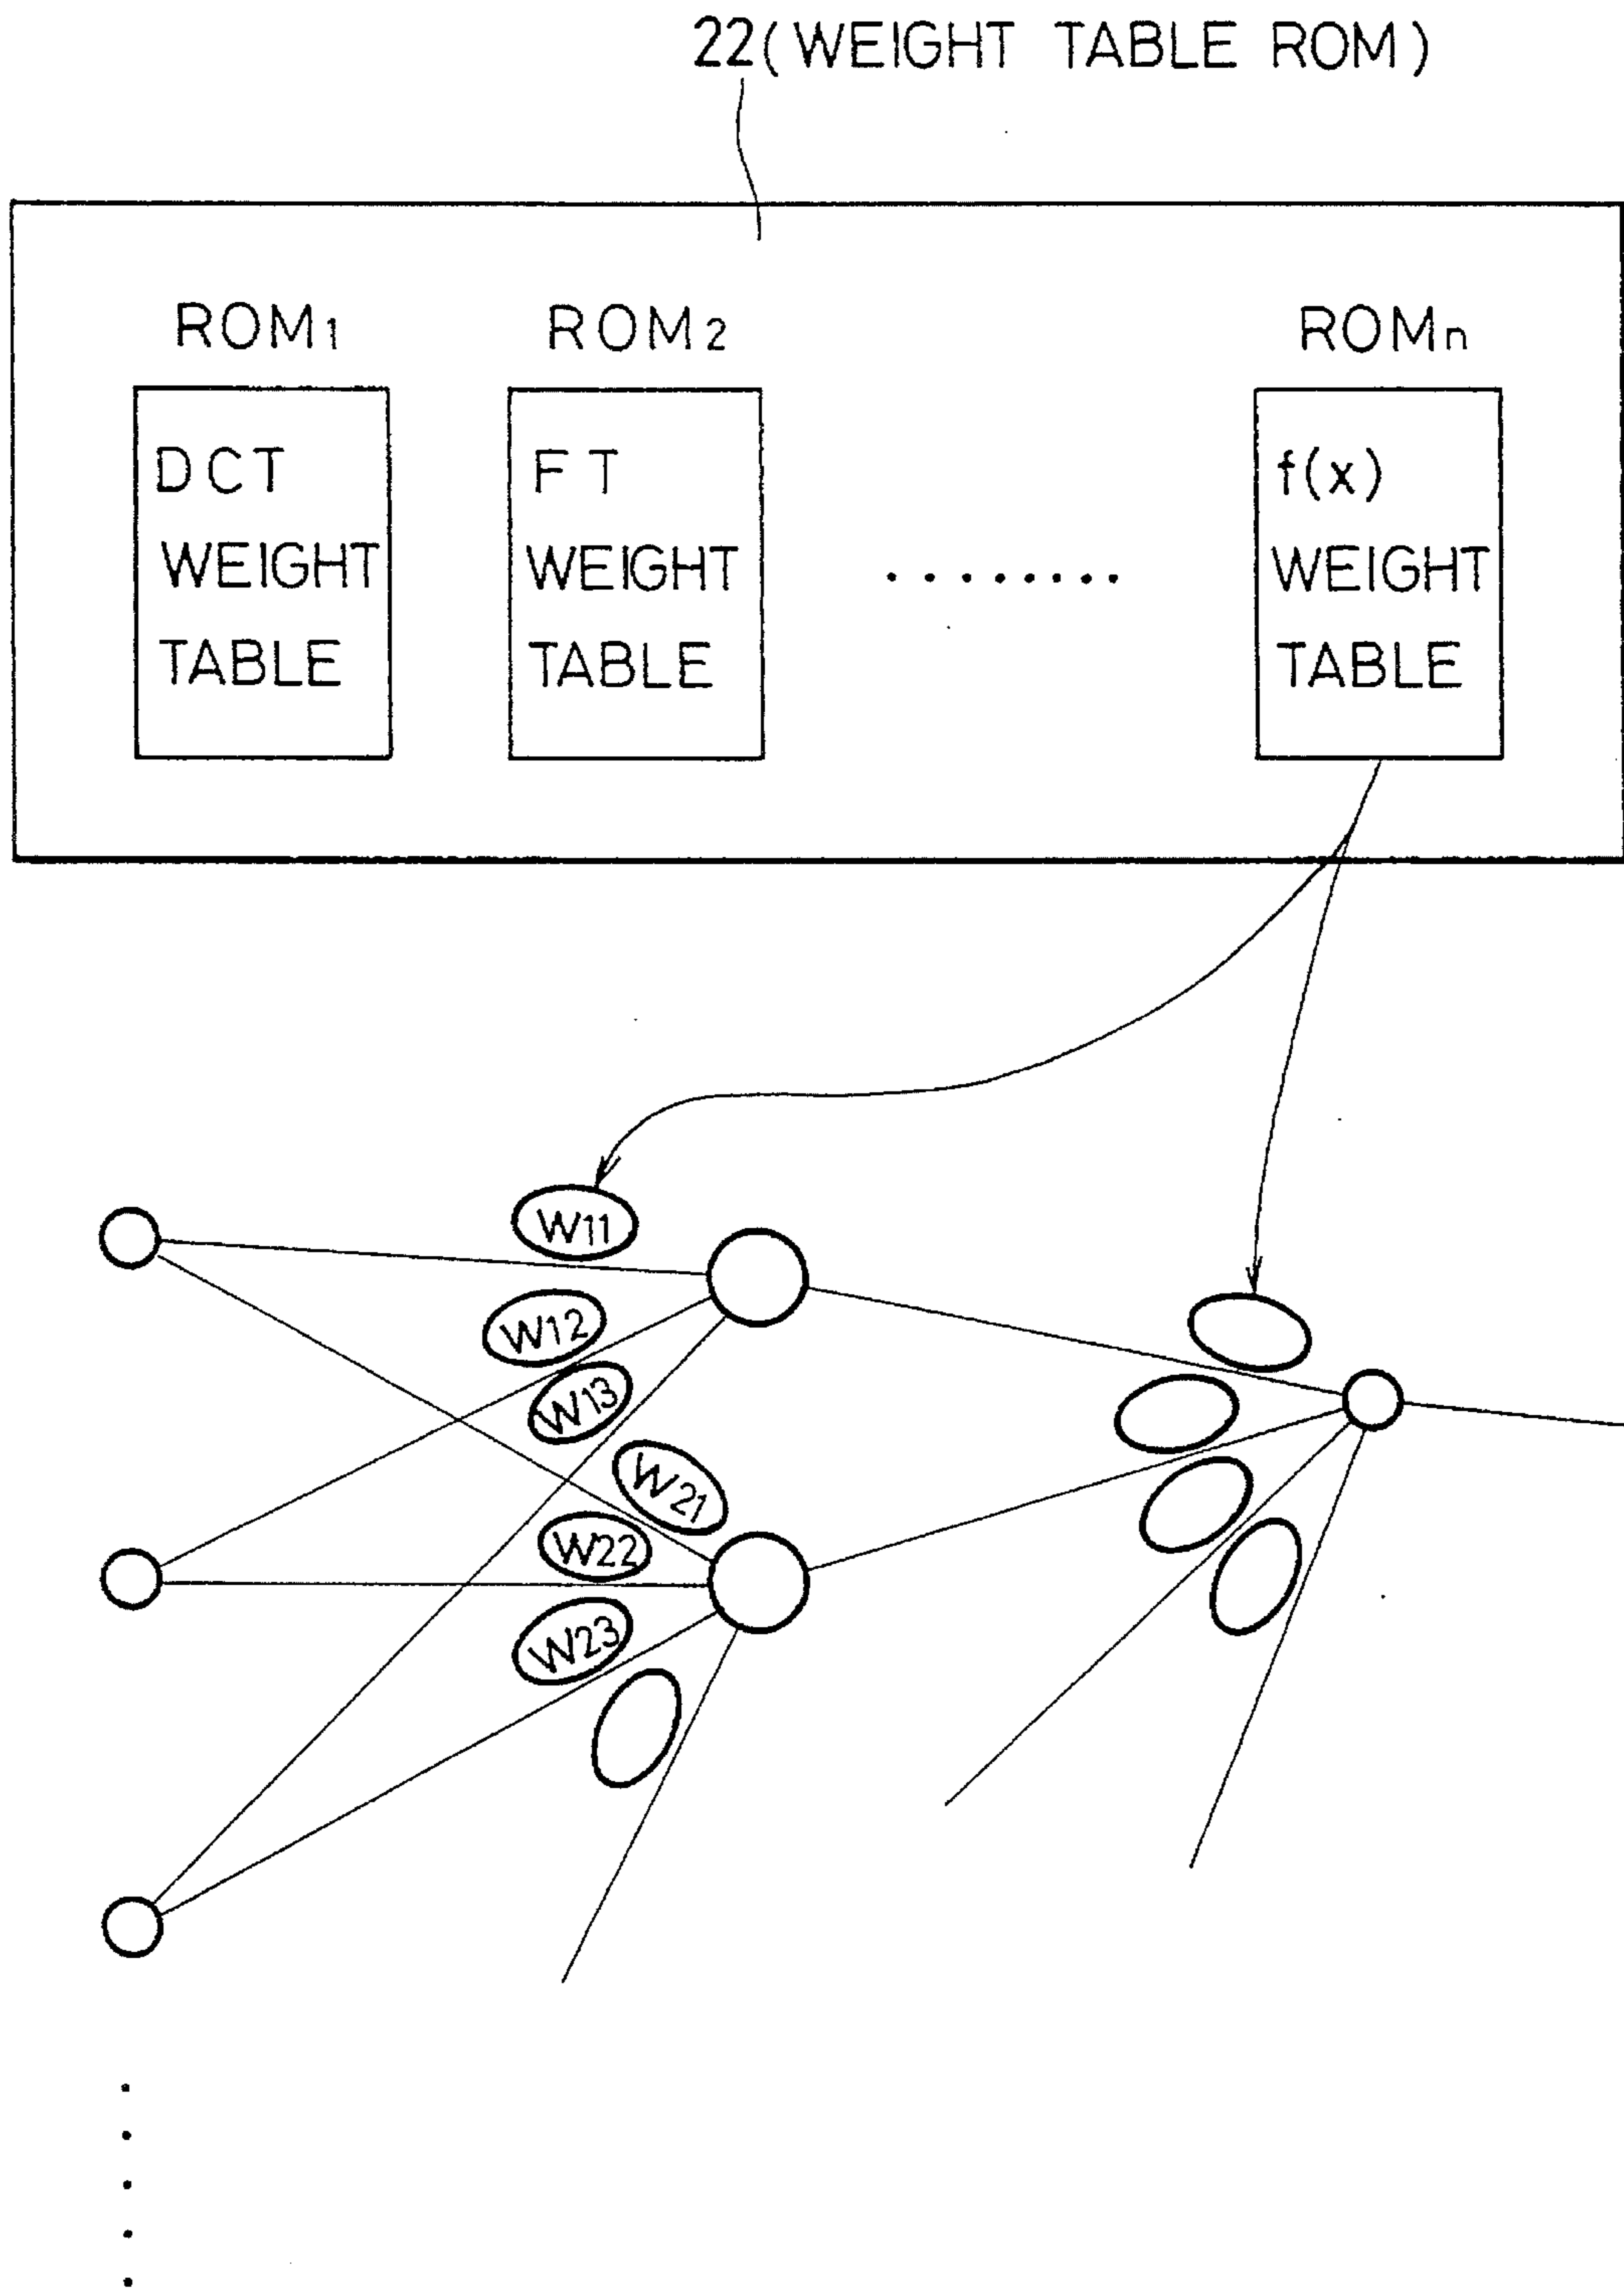 22(WEIGHT TABLE ROM)
ROM1 ROM2 ROMn
DCT
WEIGHT
TABLE
FT
WEIGHT
TABLE
........
f(x)
WEIGHT
TABLE
W11
W12
W13
W21
W22
W23